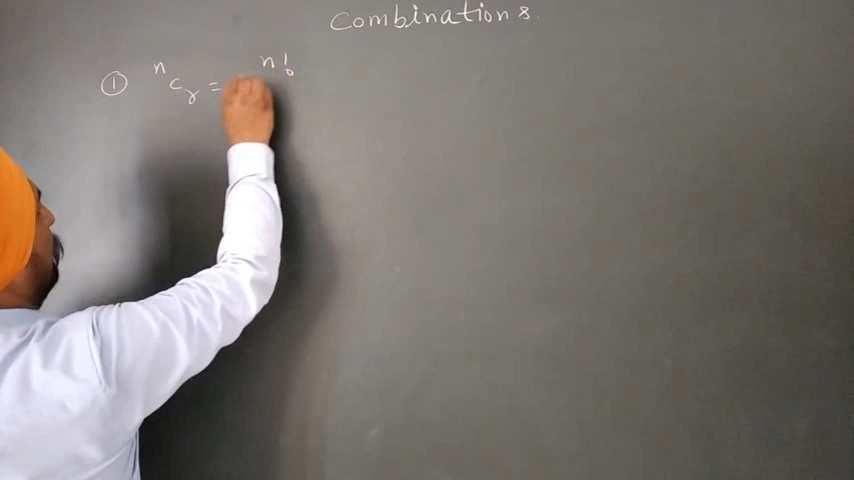 Combinations.
① ⁿCᵣ = n!